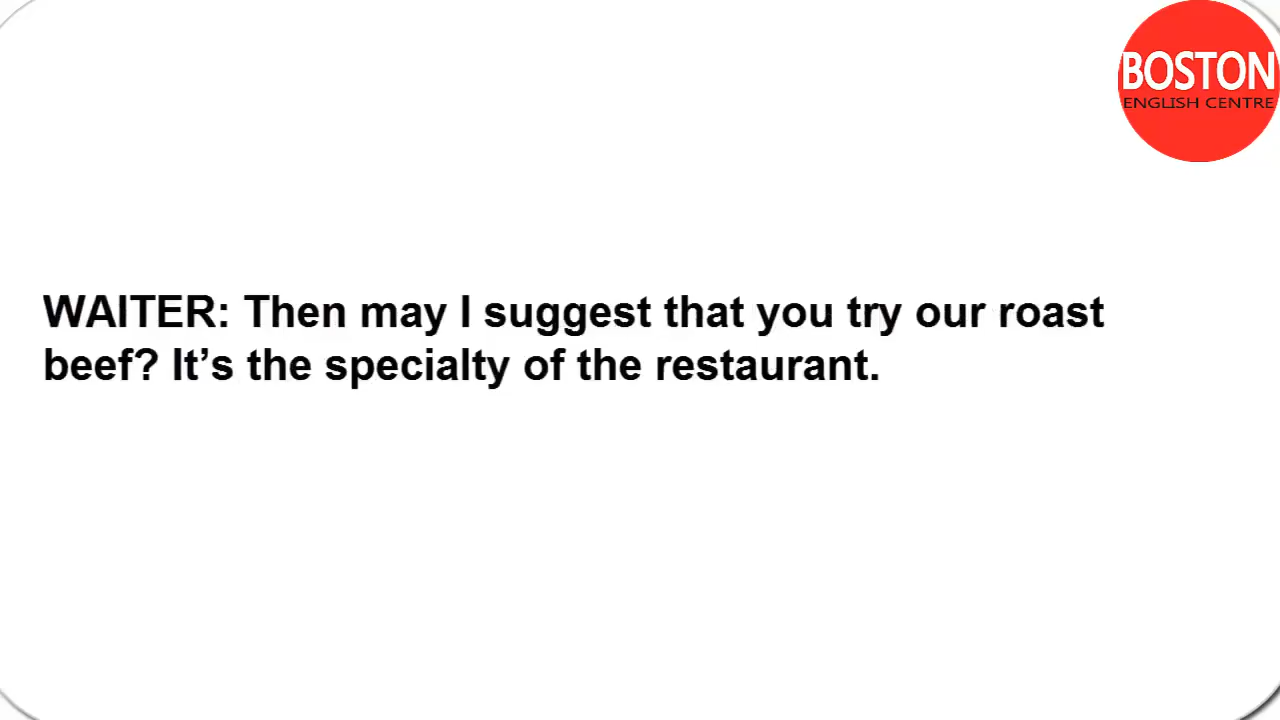 BOSTON
ENGLISH CENTRE
WAITER: Then may I suggest that you try our roast
beef? It’s the specialty of the restaurant.